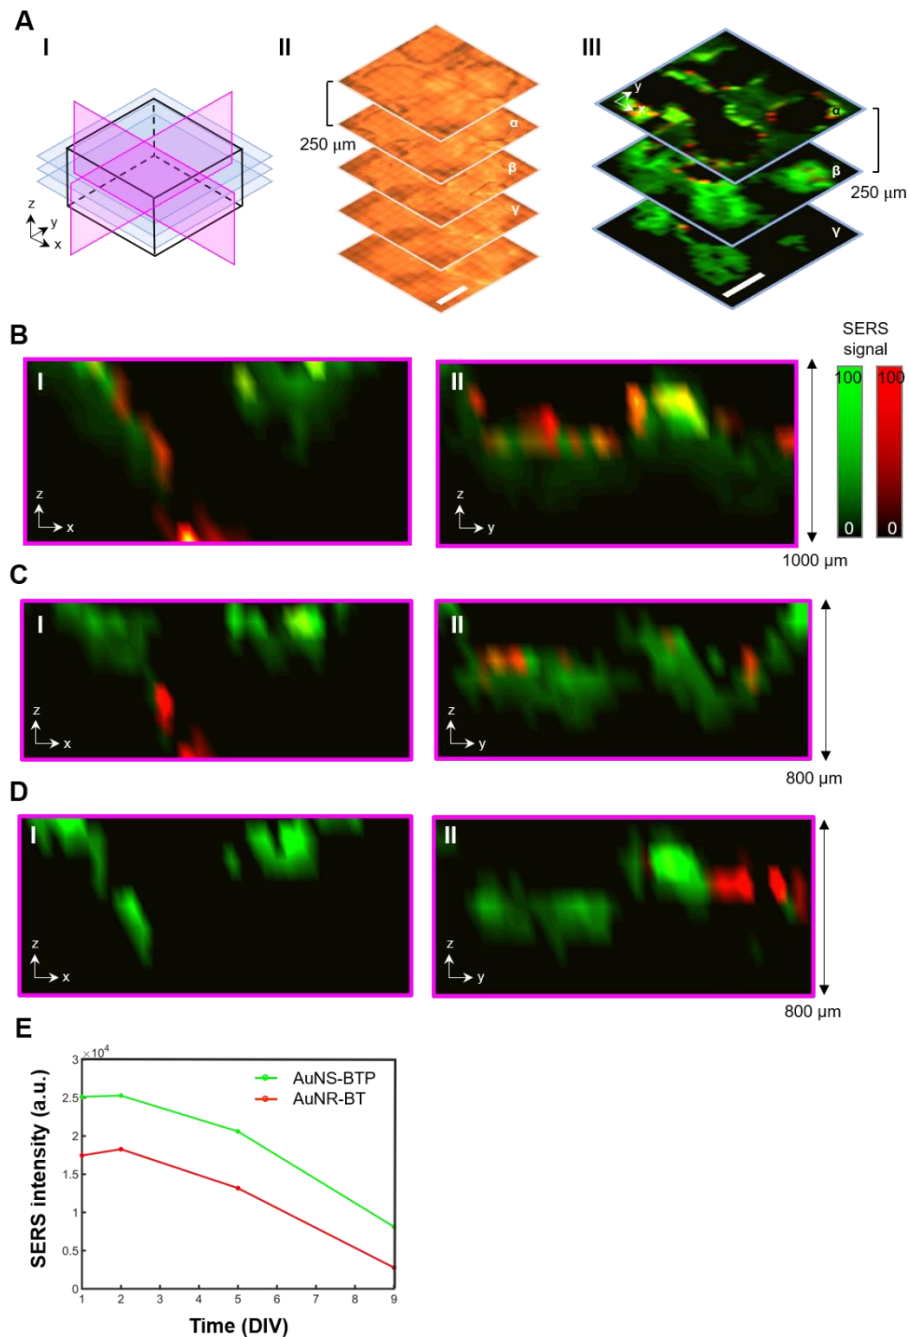 A
I
II
III
250 μm
α
β
γ
z
y
x
y
x
α
β
γ
250 μm
B
I
z
x
II
z
y
1000 μm
SERS
signal
100
100
0
0
C
I
z
x
II
z
y
800 μm
D
I
z
x
II
z
y
800 μm
E
×10⁴
3
2.5
2
1.5
1
0.5
0
SERS intensity (a.u.)
AuNS-BTP
AuNR-BT
1 2 3 4 5 6 7 8 9
Time (DIV)